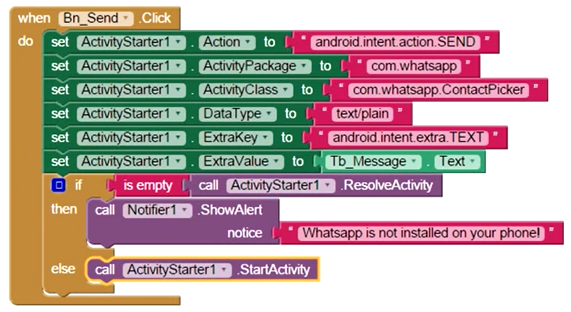 when Bn_Send .Click
do set ActivityStarter1 . Action to " android.intent.action.SEND "
set ActivityStarter1 . ActivityPackage to " com.whatsapp "
set ActivityStarter1 . ActivityClass to " com.whatsapp.ContactPicker "
set ActivityStarter1 . DataType to " text/plain "
set ActivityStarter1 . ExtraKey to " android.intent.extra.TEXT "
set ActivityStarter1 . ExtraValue to Tb_Message . Text
if is empty call ActivityStarter1 .ResolveActivity
then call Notifier1 .ShowAlert
notice " Whatsapp is not installed on your phone! "
else call ActivityStarter1 .StartActivity